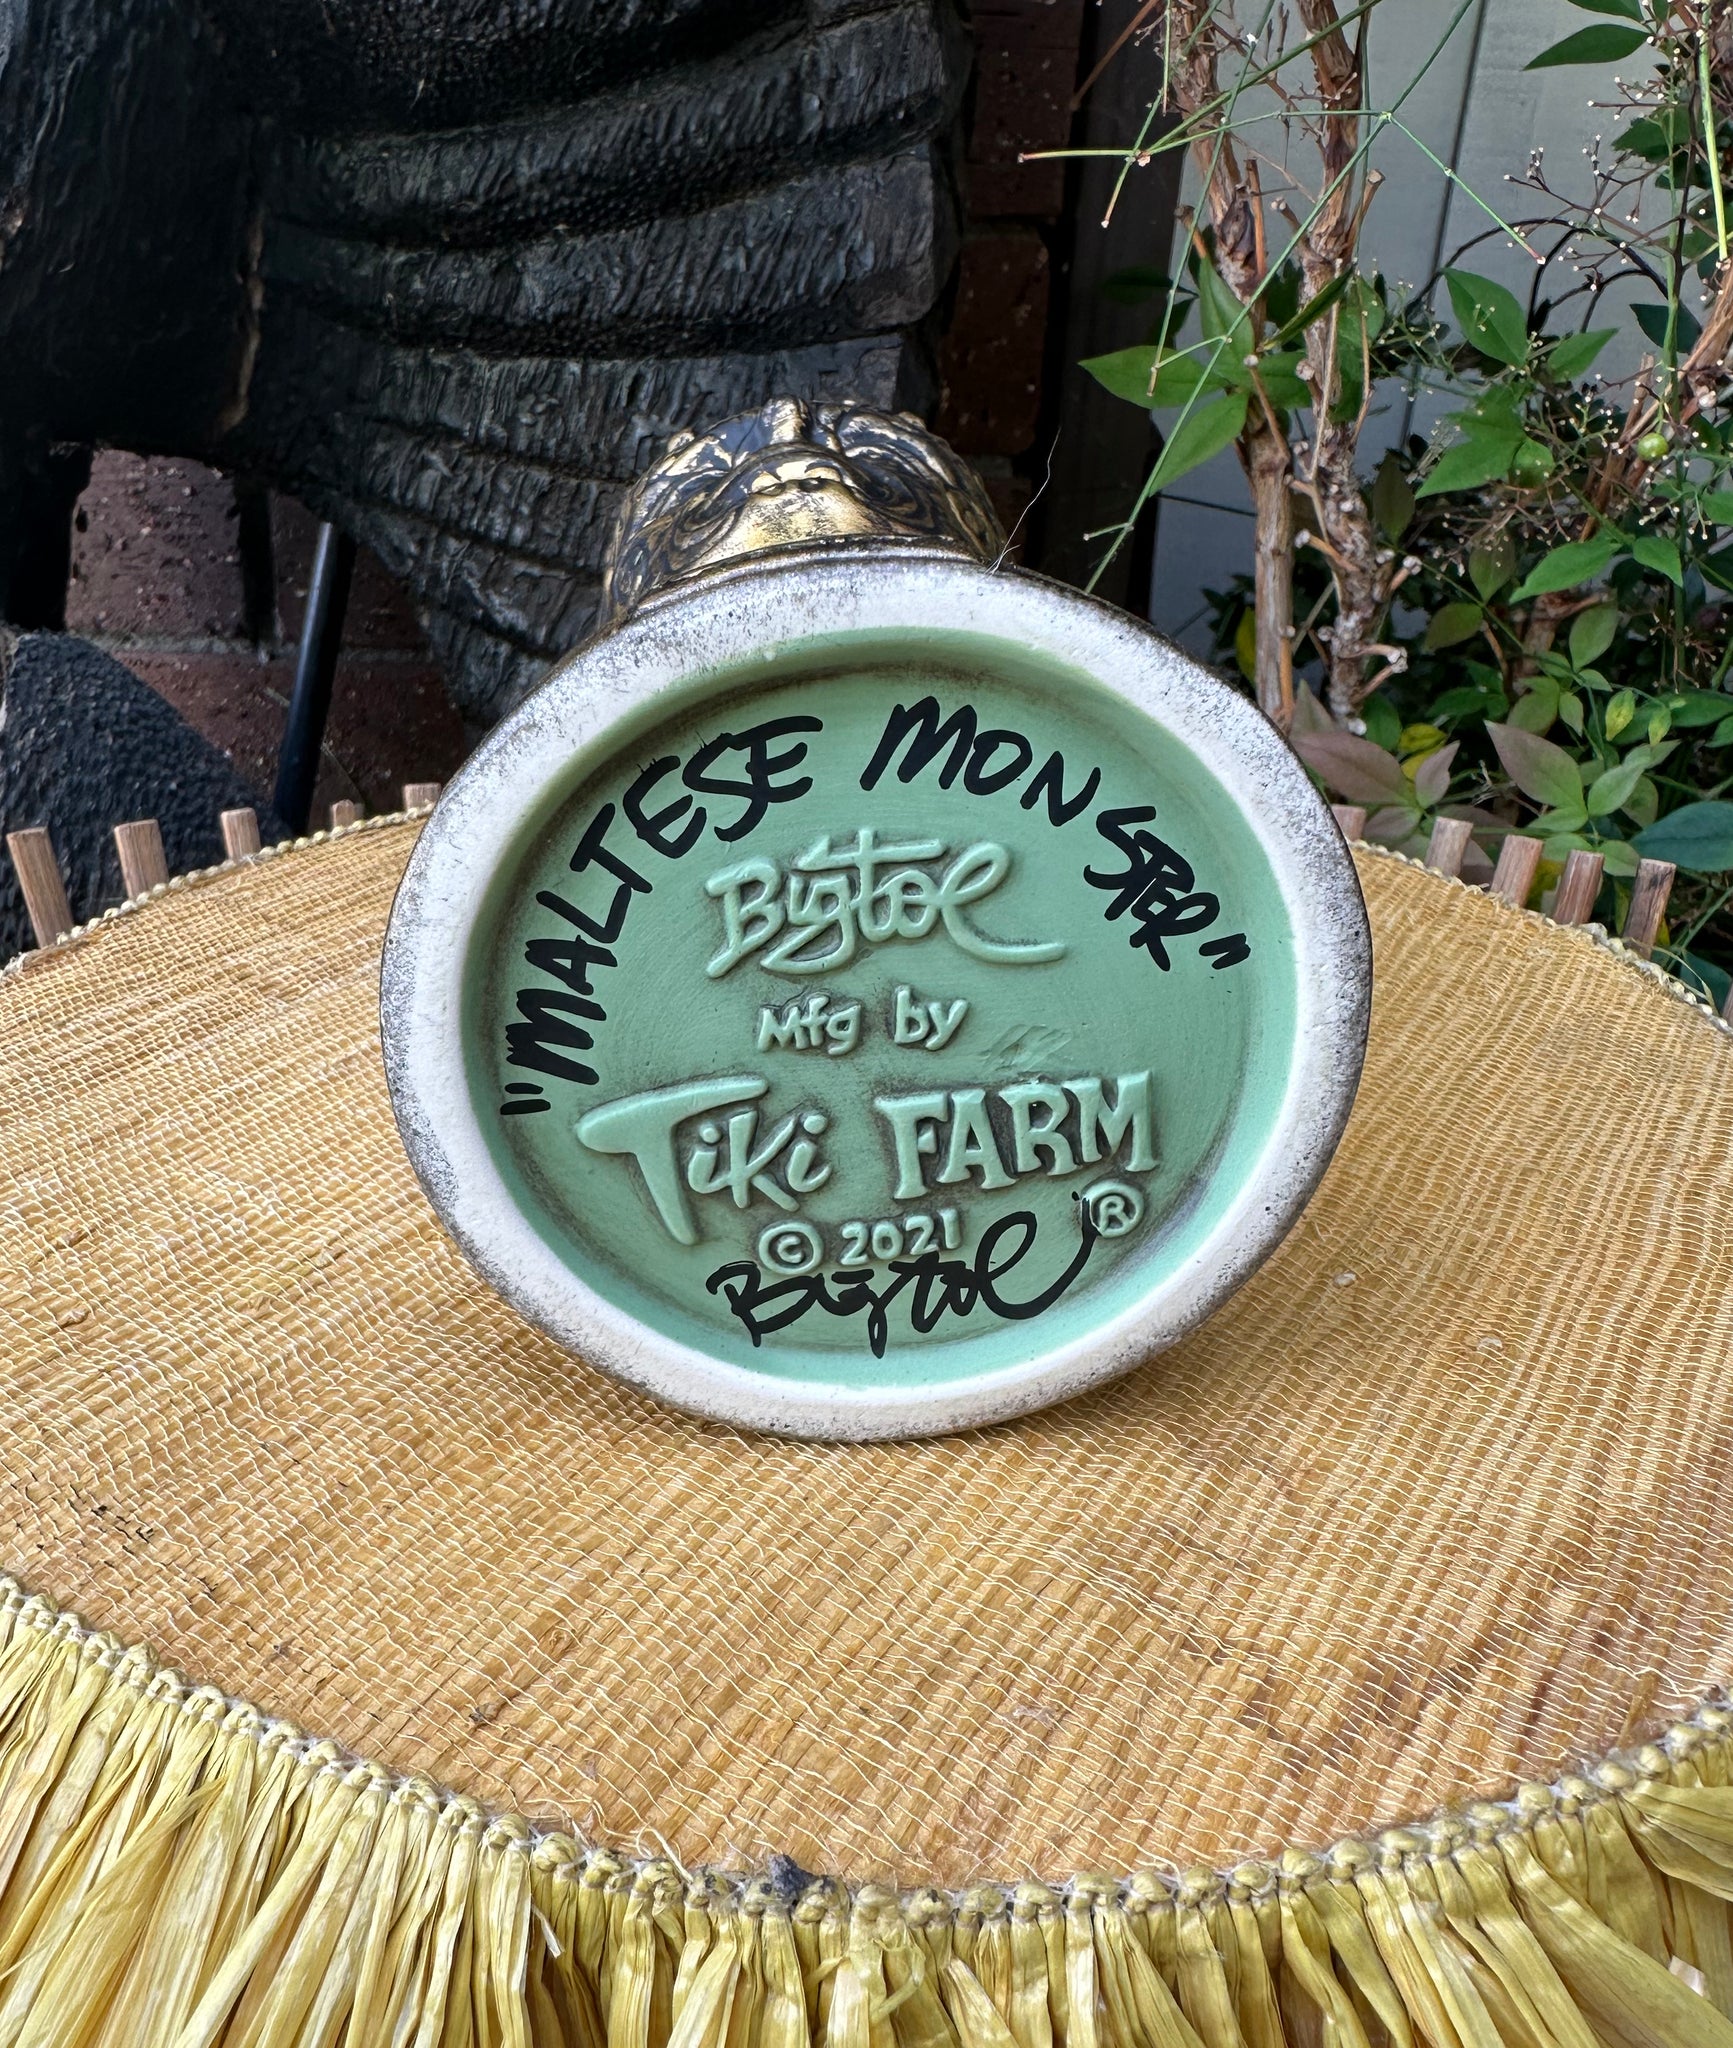 "MALTESE MONSTER"
Bigtoe
Mfg by
Tiki FARM
© 2021 ®
Bigtoe